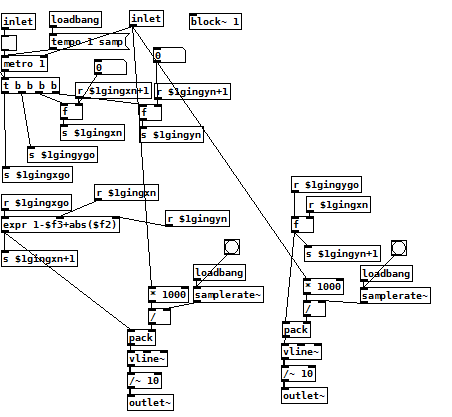 inlet
loadbang
inlet
block~ 1
tempo 1 samp
0
metro 1
0
t b b b b
r $1gingxn+1
r $1gingyn+1
f
f
s $1gingxn
s $1gingyn
s $1gingygo
s $1gingxgo
r $1gingygo
r $1gingxn
r $1gingxgo
r $1gingxn
r $1gingyn
expr 1-$f3+abs($f2)
f
s $1gingxn+1
s $1gingyn+1
loadbang
loadbang
* 1000
samplerate~
* 1000
samplerate~
/
/
pack
pack
vline~
vline~
/~ 10
/~ 10
outlet~
outlet~